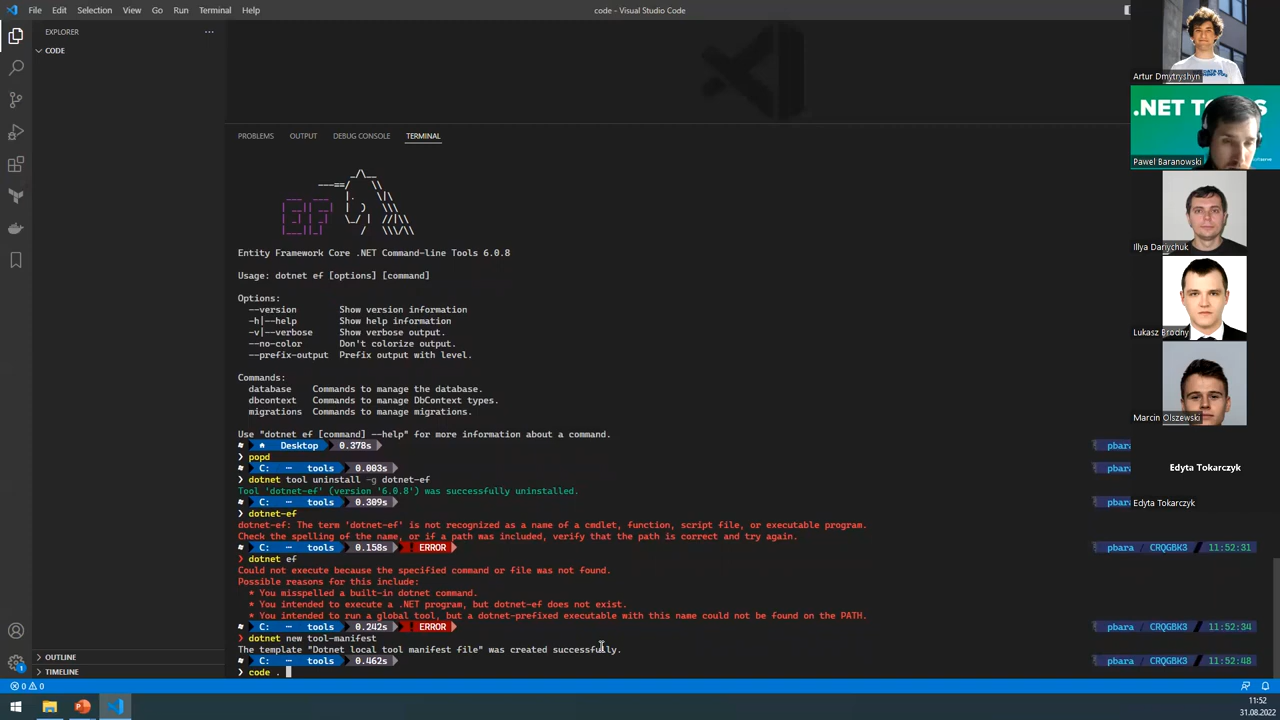 File Edit Selection View Go Run Terminal Help
code - Visual Studio Code
EXPLORER
CODE
PROBLEMS OUTPUT DEBUG CONSOLE TERMINAL
Entity Framework Core .NET Command-line Tools 6.0.8
Usage: dotnet ef [options] [command]
Options:
--version Show version information
-h|--help Show help information
-v|--verbose Show verbose output.
--no-color Don't colorize output.
--prefix-output Prefix output with level.
Commands:
database Commands to manage the database.
dbcontext Commands to manage DbContext types.
migrations Commands to manage migrations.
Use "dotnet ef [command] --help" for more information about a command.
Desktop 0.378s pbara
> popd
C: ⋯ tools 0.003s pbara
> dotnet tool uninstall -g dotnet-ef
Tool 'dotnet-ef' (version '6.0.8') was successfully uninstalled.
C: ⋯ tools 0.309s pbara
> dotnet-ef
dotnet-ef: The term 'dotnet-ef' is not recognized as a name of a cmdlet, function, script file, or executable program.
Check the spelling of the name, or if a path was included, verify that the path is correct and try again.
C: ⋯ tools 0.158s ERROR pbara CRQGBK3 11:52:31
> dotnet ef
Could not execute because the specified command or file was not found.
Possible reasons for this include:
* You misspelled a built-in dotnet command.
* You intended to execute a .NET program, but dotnet-ef does not exist.
* You intended to run a global tool, but a dotnet-prefixed executable with this name could not be found on the PATH.
C: ⋯ tools 0.242s ERROR pbara CRQGBK3 11:52:34
> dotnet new tool-manifest
The template "Dotnet local tool manifest file" was created successfully.
C: ⋯ tools 0.462s pbara CRQGBK3 11:52:48
> code .
OUTLINE
TIMELINE
0 0
11:52
31.08.2022
Artur Dmytryshyn
.NET TOOLS
Pawel Baranowski
Illya Danychuk
Lukasz Brodny
Marcin Olszewski
Edyta Tokarczyk
Edyta Tokarczyk